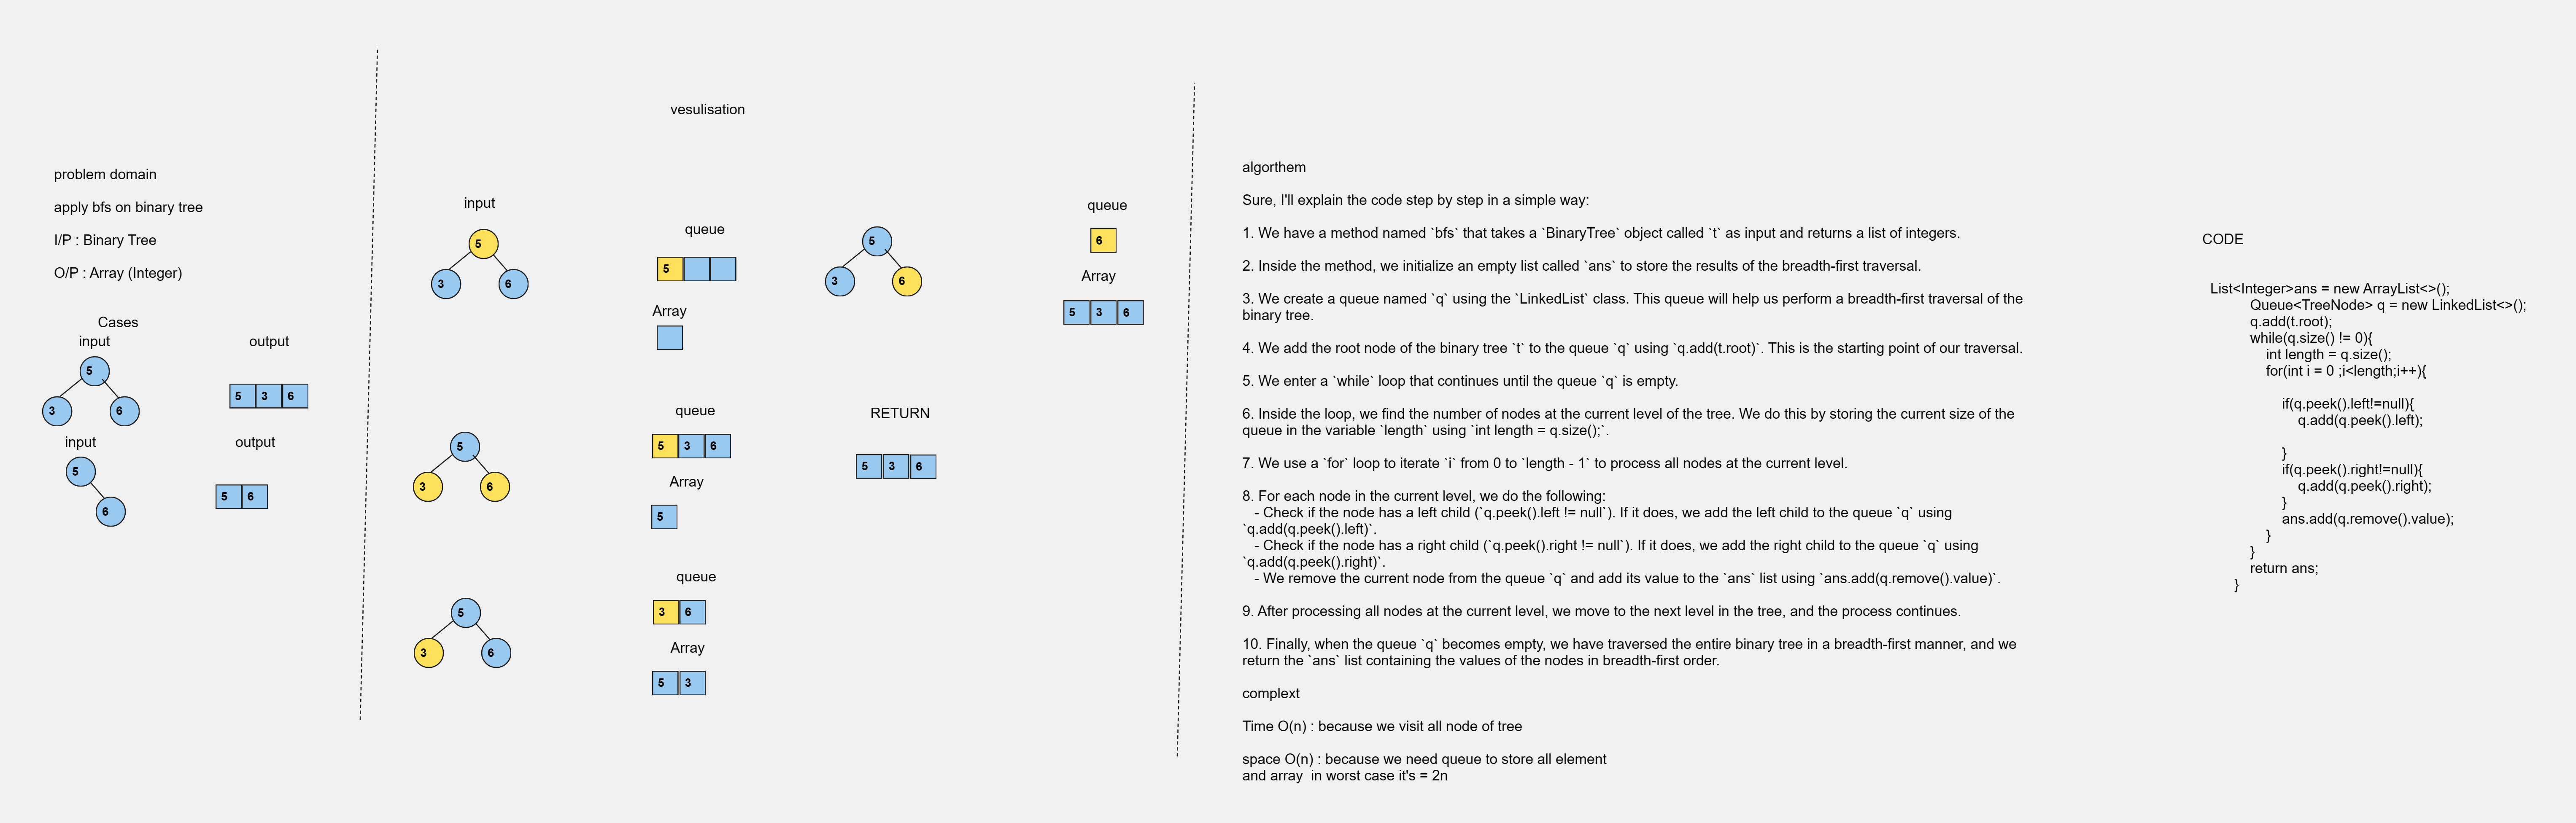 problem domain
apply bfs on binary tree
I/P : Binary Tree
O/P : Array (Integer)
Cases
input
output
5
3
6
5 3 6
input
output
5
6
5 6
vesulisation
input
5
3
6
queue
5
Array
5
3
6
queue
5 3 6
Array
5
5
3
6
queue
3 6
Array
5 3
5
3
6
queue
6
Array
5 3 6
RETURN
5 3 6
algorthem
Sure, I'll explain the code step by step in a simple way:
1. We have a method named `bfs` that takes a `BinaryTree` object called `t` as input and returns a list of integers.
2. Inside the method, we initialize an empty list called `ans` to store the results of the breadth-first traversal.
3. We create a queue named `q` using the `LinkedList` class. This queue will help us perform a breadth-first traversal of the
binary tree.
4. We add the root node of the binary tree `t` to the queue `q` using `q.add(t.root)`. This is the starting point of our traversal.
5. We enter a `while` loop that continues until the queue `q` is empty.
6. Inside the loop, we find the number of nodes at the current level of the tree. We do this by storing the current size of the
queue in the variable `length` using `int length = q.size();`.
7. We use a `for` loop to iterate `i` from 0 to `length - 1` to process all nodes at the current level.
8. For each node in the current level, we do the following:
- Check if the node has a left child (`q.peek().left != null`). If it does, we add the left child to the queue `q` using
`q.add(q.peek().left)`.
- Check if the node has a right child (`q.peek().right != null`). If it does, we add the right child to the queue `q` using
`q.add(q.peek().right)`.
- We remove the current node from the queue `q` and add its value to the `ans` list using `ans.add(q.remove().value)`.
9. After processing all nodes at the current level, we move to the next level in the tree, and the process continues.
10. Finally, when the queue `q` becomes empty, we have traversed the entire binary tree in a breadth-first manner, and we
return the `ans` list containing the values of the nodes in breadth-first order.
complext
Time O(n) : because we visit all node of tree
space O(n) : because we need queue to store all element
and array  in worst case it's = 2n
CODE
List<Integer>ans = new ArrayList<>();
Queue<TreeNode> q = new LinkedList<>();
q.add(t.root);
while(q.size() != 0){
int length = q.size();
for(int i = 0 ;i<length;i++){
if(q.peek().left!=null){
q.add(q.peek().left);
}
if(q.peek().right!=null){
q.add(q.peek().right);
}
ans.add(q.remove().value);
}
}
return ans;
}